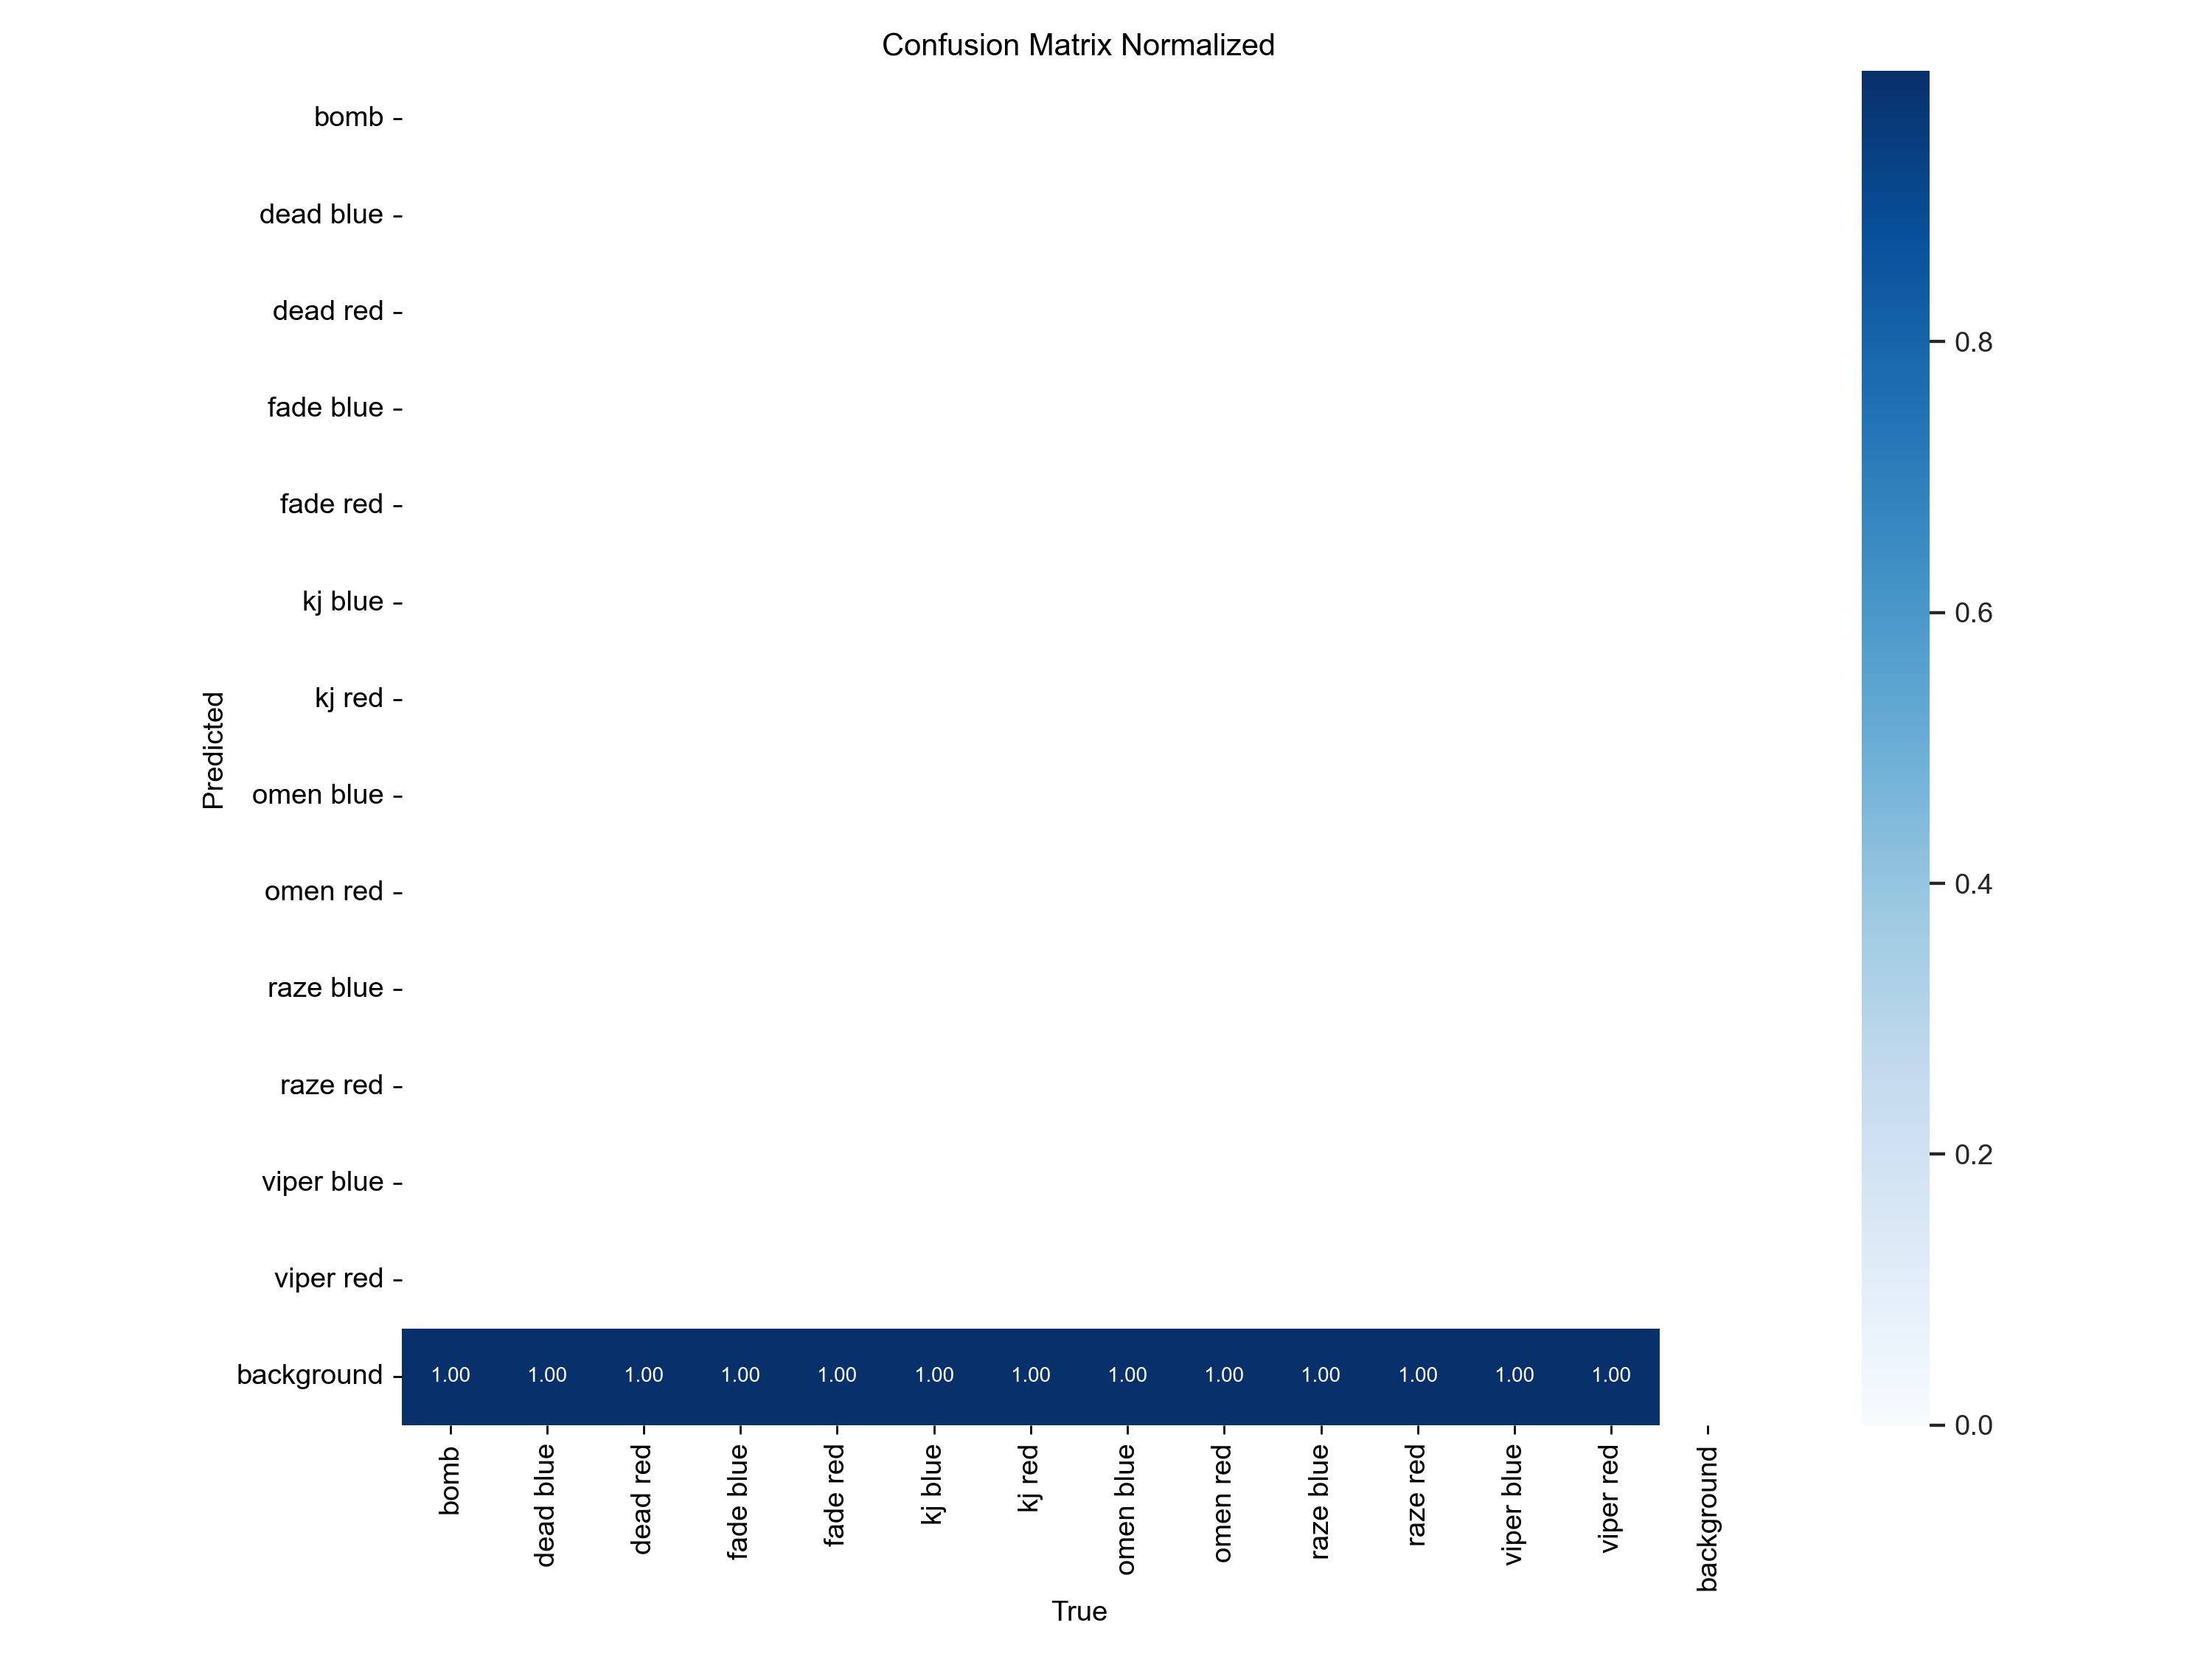 Confusion Matrix Normalized
bomb
dead blue
dead red
fade blue
fade red
kj blue
kj red
omen blue
omen red
raze blue
raze red
viper blue
viper red
background
Predicted
1.00 1.00 1.00 1.00 1.00 1.00 1.00 1.00 1.00 1.00 1.00 1.00 1.00
bomb
dead blue
dead red
fade blue
fade red
kj blue
kj red
omen blue
omen red
raze blue
raze red
viper blue
viper red
background
True
0.8
0.6
0.4
0.2
0.0